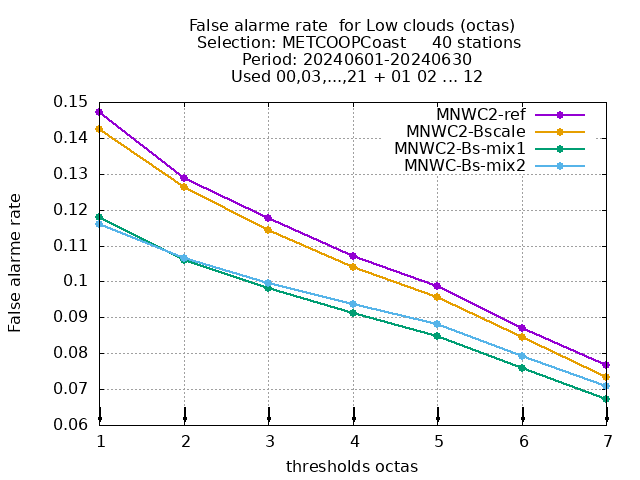 False alarme rate  for Low clouds (octas)
Selection: METCOOPCoast     40 stations
Period: 20240601-20240630
Used 00,03,...,21 + 01 02 ... 12
MNWC2-ref
MNWC2-Bscale
MNWC2-Bs-mix1
MNWC-Bs-mix2
False alarme rate
0.15
0.14
0.13
0.12
0.11
0.1
0.09
0.08
0.07
0.06
1 2 3 4 5 6 7
thresholds octas